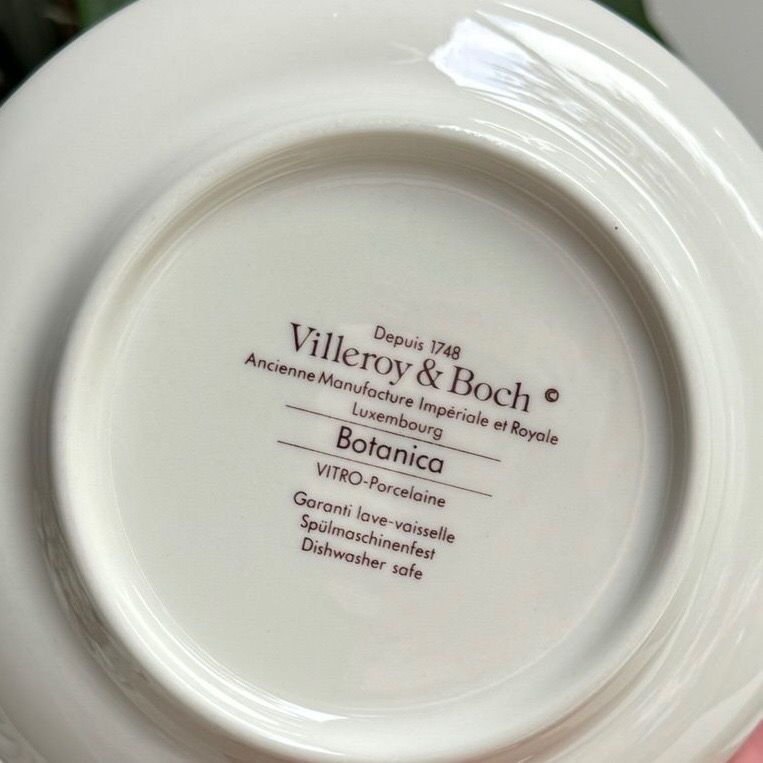 Depuis 1748
Villeroy & Boch ©
Ancienne Manufacture Impériale et Royale
Luxembourg
Botanica
VITRO-Porcelaine
Garanti lave-vaisselle
Spülmaschinenfest
Dishwasher safe